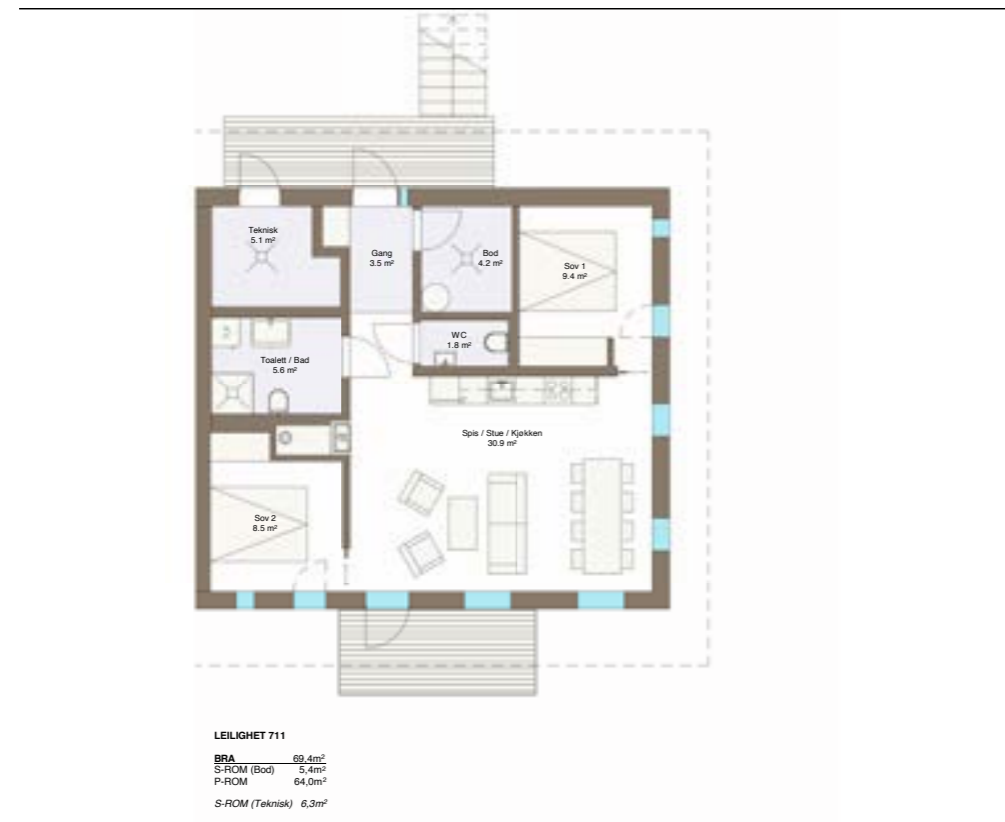 Teknisk
5.1 m²
Gang
3.5 m²
Bod
4.2 m²
Sov 1
9.4 m²
WC
1.8 m²
Toalett / Bad
5.6 m²
Spis / Stue / Kjøkken
30.9 m²
Sov 2
8.5 m²
LEILIGHET 711
BRA 69,4m²
S-ROM (Bod) 5,4m²
P-ROM 64,0m²
S-ROM (Teknisk) 6,3m²